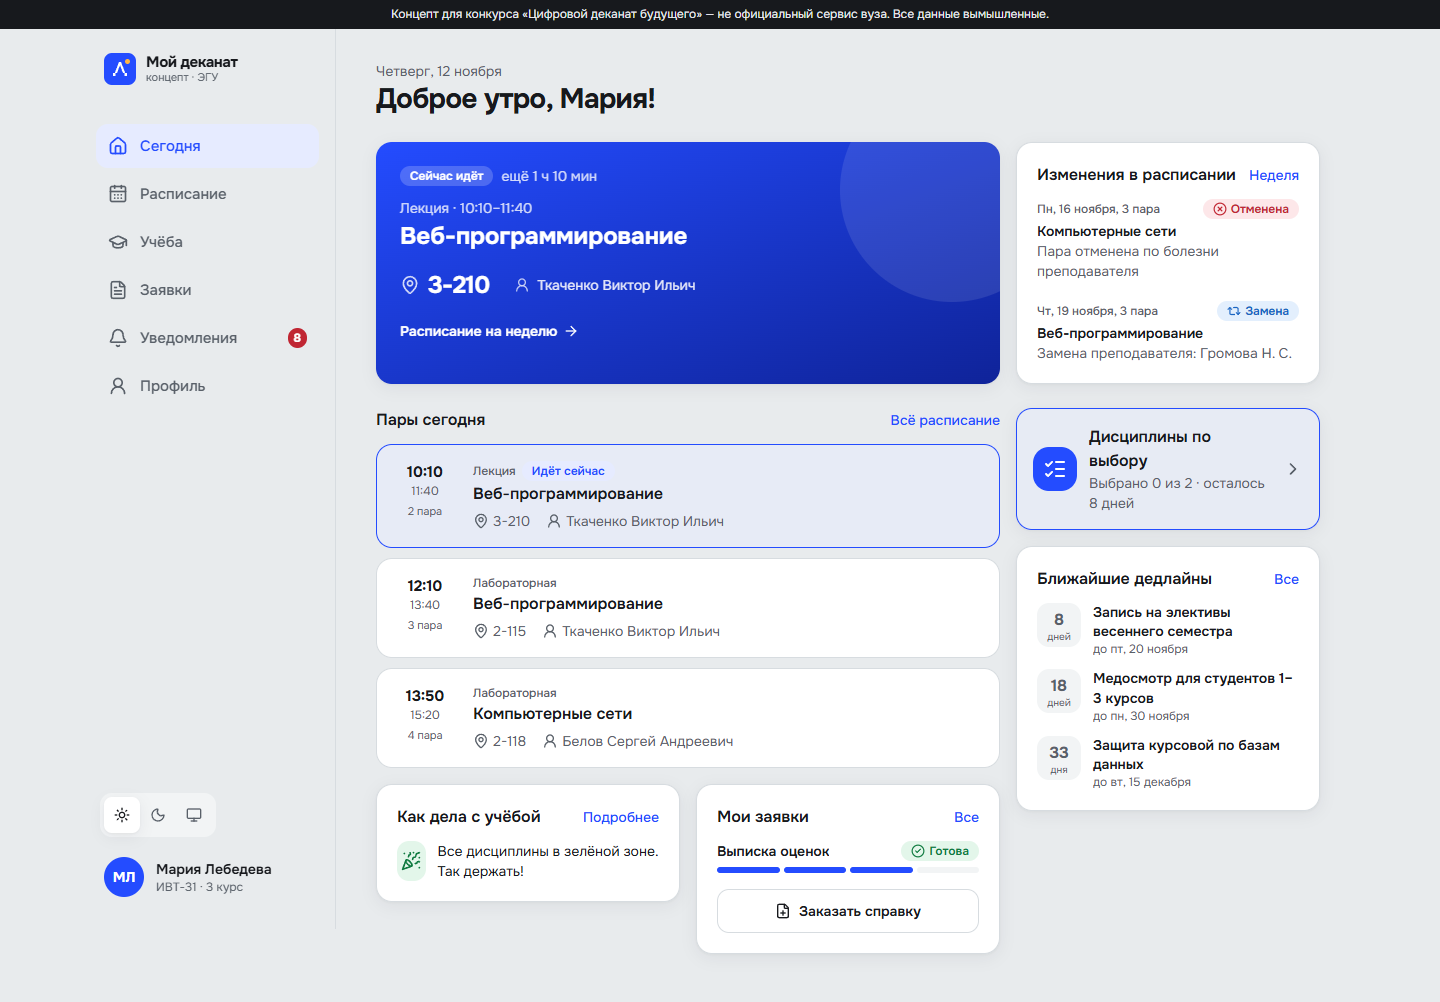 Концепт для конкурса «Цифровой деканат будущего» — не официальный сервис вуза. Все данные вымышленные.
Мой деканат
концепт · ЭГУ
Сегодня
Расписание
Учёба
Заявки
Уведомления
8
Профиль
МЛ
Мария Лебедева
ИВТ-31 · 3 курс
Четверг, 12 ноября
Доброе утро, Мария!
Сейчас идёт
ещё 1 ч 10 мин
Лекция · 10:10–11:40
Веб-программирование
3-210
Ткаченко Виктор Ильич
Расписание на неделю →
Пары сегодня
Всё расписание
10:10
11:40
2 пара
Лекция
Идёт сейчас
Веб-программирование
3-210
Ткаченко Виктор Ильич
12:10
13:40
3 пара
Лабораторная
Веб-программирование
2-115
Ткаченко Виктор Ильич
13:50
15:20
4 пара
Лабораторная
Компьютерные сети
2-118
Белов Сергей Андреевич
Как дела с учёбой
Подробнее
Все дисциплины в зелёной зоне.
Так держать!
Мои заявки
Все
Выписка оценок
Готова
Заказать справку
Изменения в расписании
Неделя
Пн, 16 ноября, 3 пара
Отменена
Компьютерные сети
Пара отменена по болезни
преподавателя
Чт, 19 ноября, 3 пара
Замена
Веб-программирование
Замена преподавателя: Громова Н. С.
Дисциплины по
выбору
Выбрано 0 из 2 · осталось
8 дней
Ближайшие дедлайны
Все
8
дней
Запись на элективы
весеннего семестра
до пт, 20 ноября
18
дней
Медосмотр для студентов 1–
3 курсов
до пн, 30 ноября
33
дня
Защита курсовой по базам
данных
до вт, 15 декабря